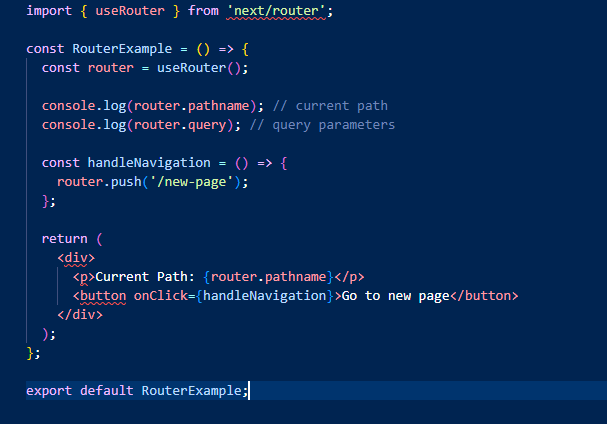 import { useRouter } from 'next/router';
const RouterExample = () => {
const router = useRouter();
console.log(router.pathname); // current path
console.log(router.query); // query parameters
const handleNavigation = () => {
router.push('/new-page');
};
return (
<div>
<p>Current Path: {router.pathname}</p>
<button onClick={handleNavigation}>Go to new page</button>
</div>
);
};
export default RouterExample;